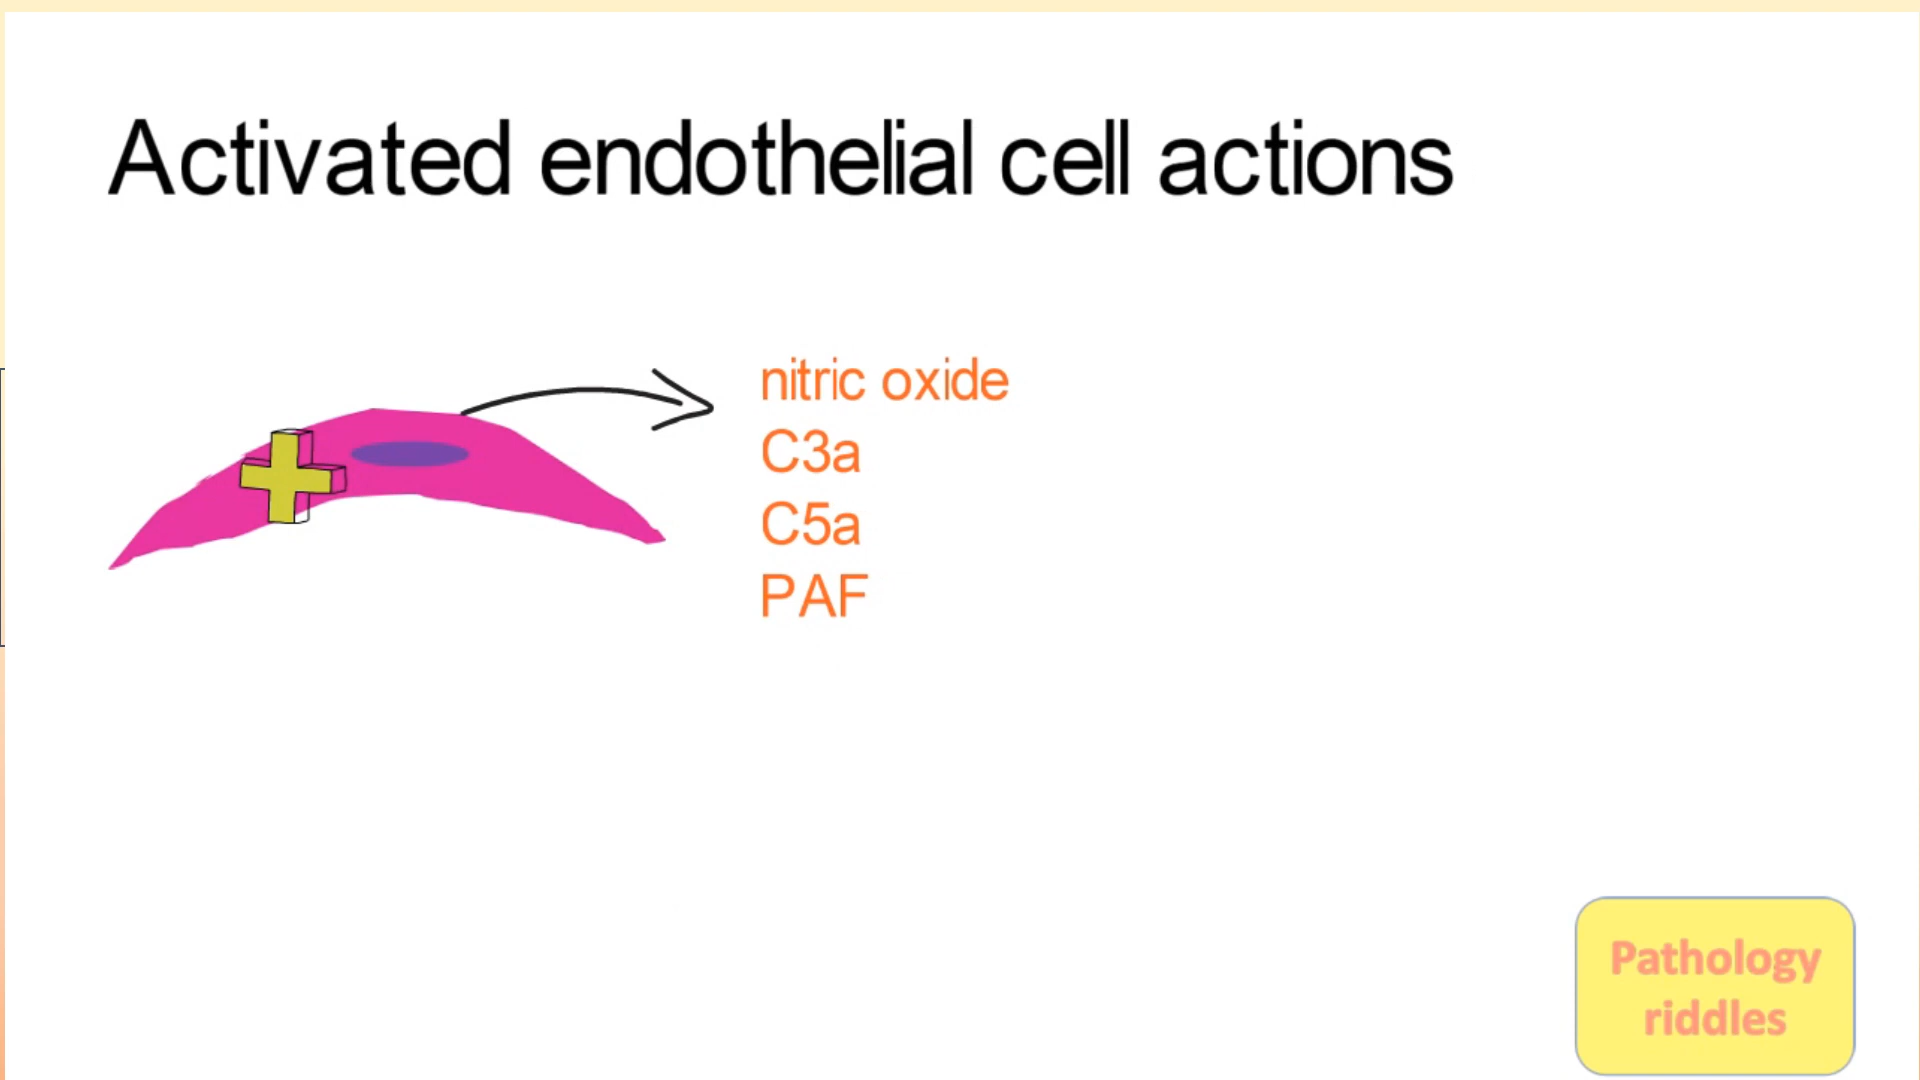 Activated endothelial cell actions
nitric oxide
C3a
C5a
PAF
Pathology
riddles